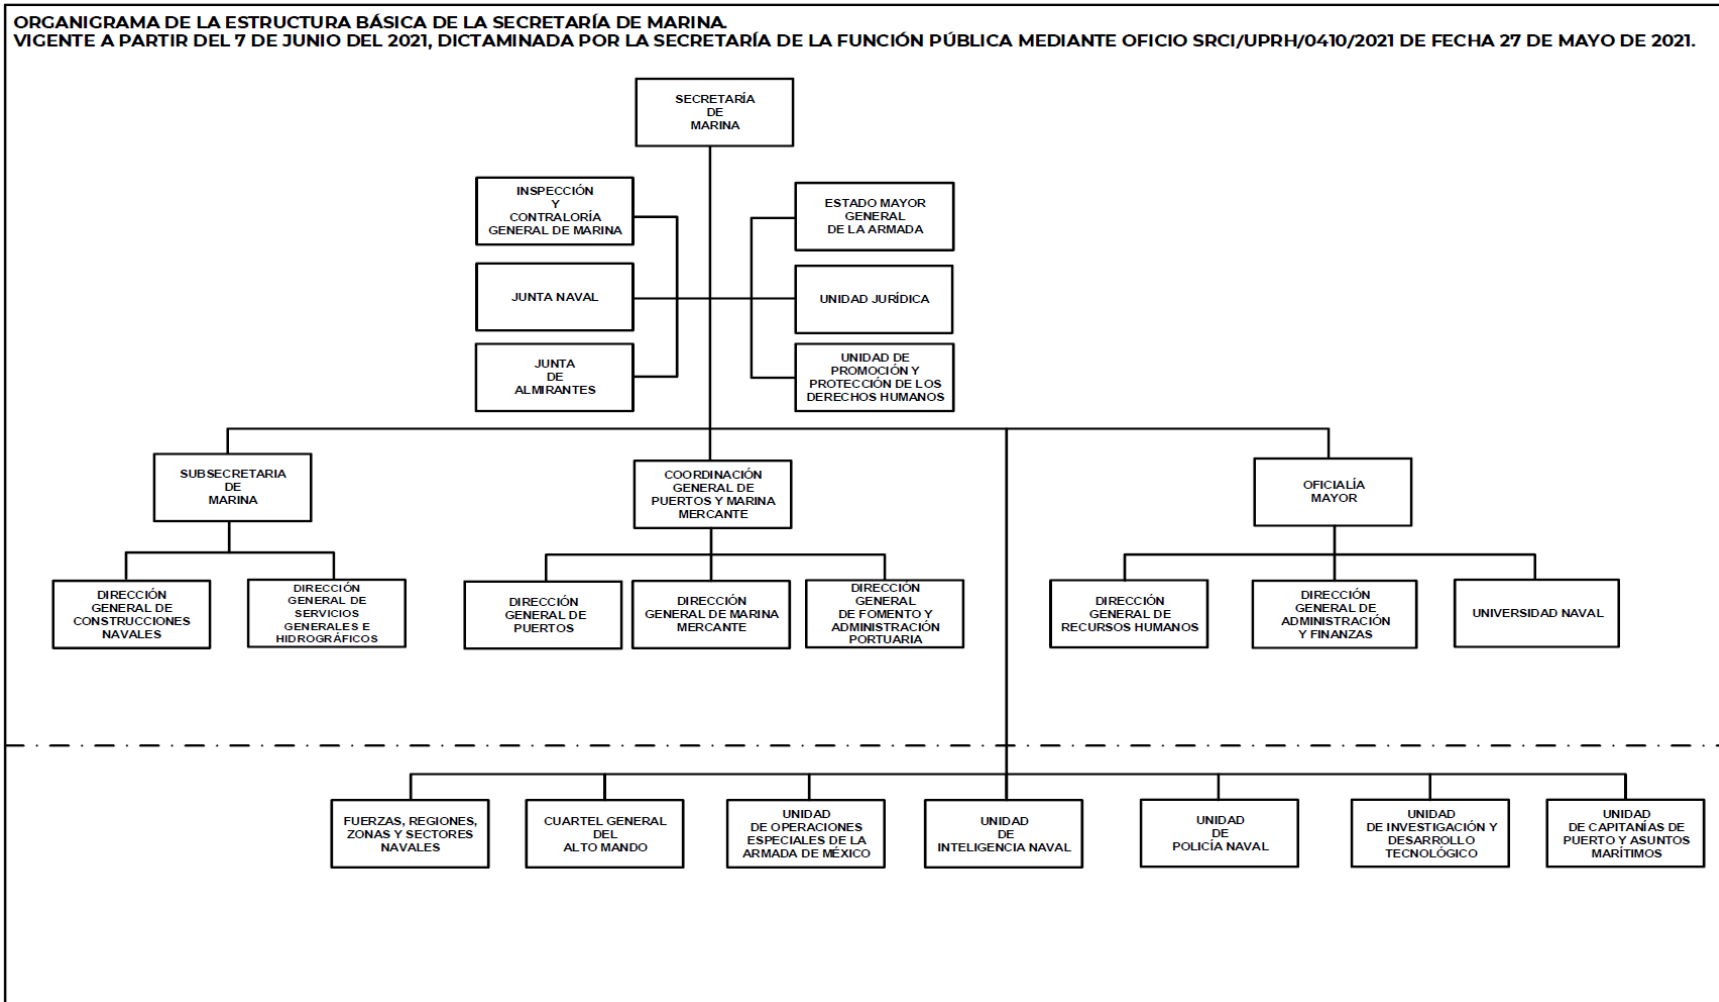 ORGANIGRAMA DE LA ESTRUCTURA BÁSICA DE LA SECRETARÍA DE MARINA.
VIGENTE A PARTIR DEL 7 DE JUNIO DEL 2021, DICTAMINADA POR LA SECRETARÍA DE LA FUNCIÓN PÚBLICA MEDIANTE OFICIO SRCI/UPRH/0410/2021 DE FECHA 27 DE MAYO DE 2021.
SECRETARÍA
DE
MARINA
INSPECCIÓN
Y
CONTRALORÍA
GENERAL DE MARINA
ESTADO MAYOR
GENERAL
DE LA ARMADA
JUNTA NAVAL
UNIDAD JURÍDICA
JUNTA
DE
ALMIRANTES
UNIDAD DE
PROMOCIÓN Y
PROTECCIÓN DE LOS
DERECHOS HUMANOS
SUBSECRETARIA
DE
MARINA
COORDINACIÓN
GENERAL DE
PUERTOS Y MARINA
MERCANTE
OFICIALÍA
MAYOR
DIRECCIÓN
GENERAL DE
CONSTRUCCIONES
NAVALES
DIRECCIÓN
GENERAL DE
SERVICIOS
GENERALES E
HIDROGRÁFICOS
DIRECCIÓN
GENERAL DE
PUERTOS
DIRECCIÓN
GENERAL DE MARINA
MERCANTE
DIRECCIÓN
GENERAL
DE FOMENTO Y
ADMINISTRACIÓN
PORTUARIA
DIRECCIÓN
GENERAL DE
RECURSOS HUMANOS
DIRECCIÓN
GENERAL DE
ADMINISTRACIÓN
Y FINANZAS
UNIVERSIDAD NAVAL
FUERZAS, REGIONES,
ZONAS Y SECTORES
NAVALES
CUARTEL GENERAL
DEL
ALTO MANDO
UNIDAD
DE OPERACIONES
ESPECIALES DE LA
ARMADA DE MÉXICO
UNIDAD
DE
INTELIGENCIA NAVAL
UNIDAD
DE
POLICÍA NAVAL
UNIDAD
DE INVESTIGACIÓN Y
DESARROLLO
TECNOLÓGICO
UNIDAD
DE CAPITANÍAS DE
PUERTO Y ASUNTOS
MARÍTIMOS